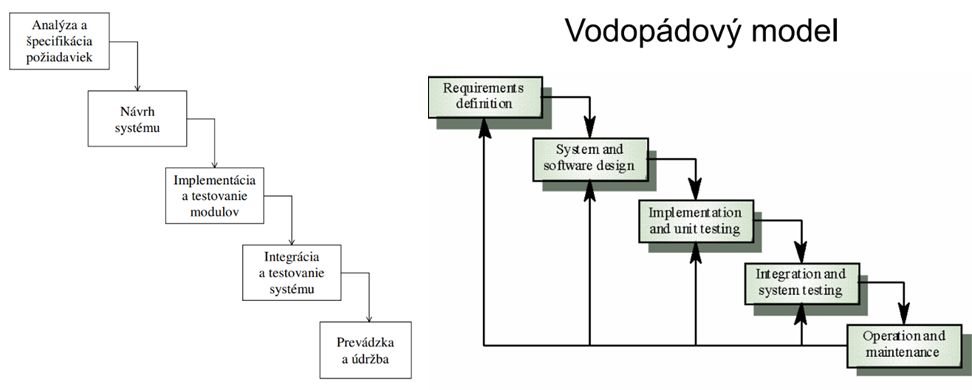 Analýza a
špecifikácia
požiadaviek
Návrh
systému
Implementácia
a testovanie
modulov
Integrácia
a testovanie
systému
Prevádzka
a údržba
Vodopádový model
Requirements
definition
System and
software design
Implementation
and unit testing
Integration and
system testing
Operation and
maintenance